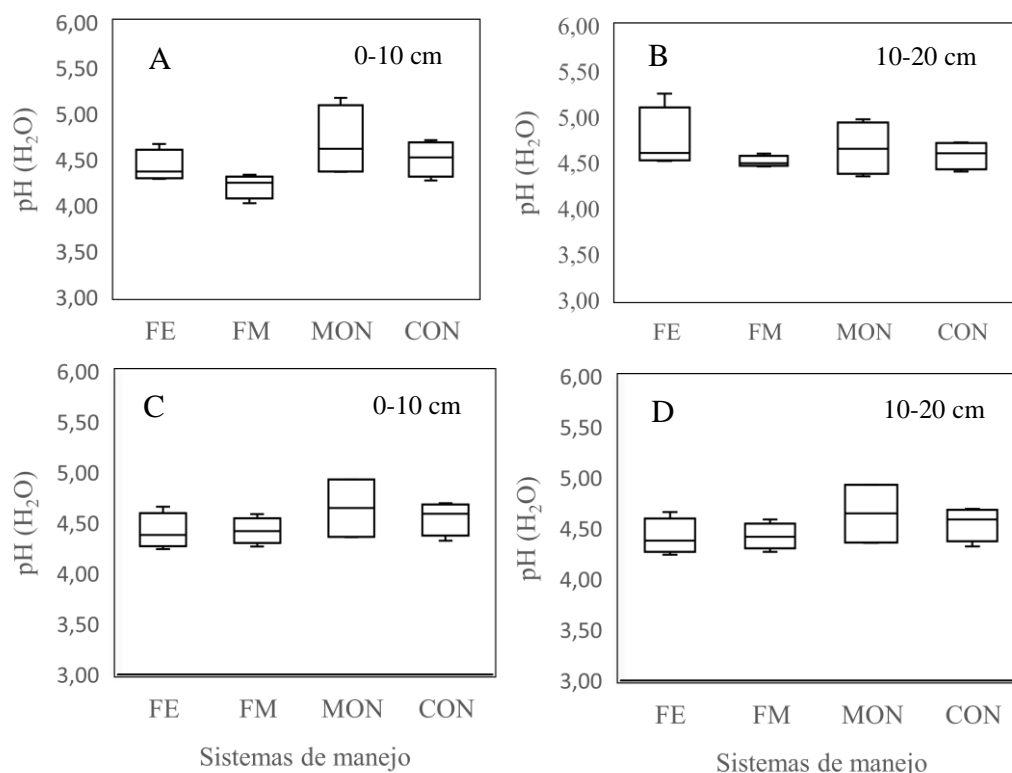 A
0-10 cm
pH (H₂O)
6,00
5,50
5,00
4,50
4,00
3,50
3,00
FE FM MON CON
B
10-20 cm
pH (H₂O)
6,00
5,50
5,00
4,50
4,00
3,50
3,00
FE FM MON CON
C
0-10 cm
pH (H₂O)
6,00
5,50
5,00
4,50
4,00
3,50
3,00
FE FM MON CON
Sistemas de manejo
D
10-20 cm
pH (H₂O)
6,00
5,50
5,00
4,50
4,00
3,50
3,00
FE FM MON CON
Sistemas de manejo